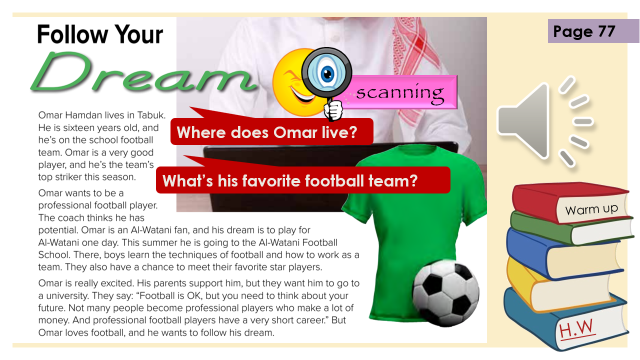 Follow Your
Dream
Page 77
scanning
Where does Omar live?
What's his favorite football team?
Omar Hamdan lives in Tabuk.
He is sixteen years old, and
he's on the school football
team. Omar is a very good
player, and he's the team's
top striker this season.
Omar wants to be a
professional football player.
The coach thinks he has
potential. Omar is an Al-Watani fan, and his dream is to play for
Al-Watani one day. This summer he is going to the Al-Watani Football
School. There, boys learn the techniques of football and how to work as a
team. They also have a chance to meet their favorite star players.
Omar is really excited. His parents support him, but they want him to go to
a university. They say: “Football is OK, but you need to think about your
future. Not many people become professional players who make a lot of
money. And professional football players have a very short career.” But
Omar loves football, and he wants to follow his dream.
Warm up
H.W